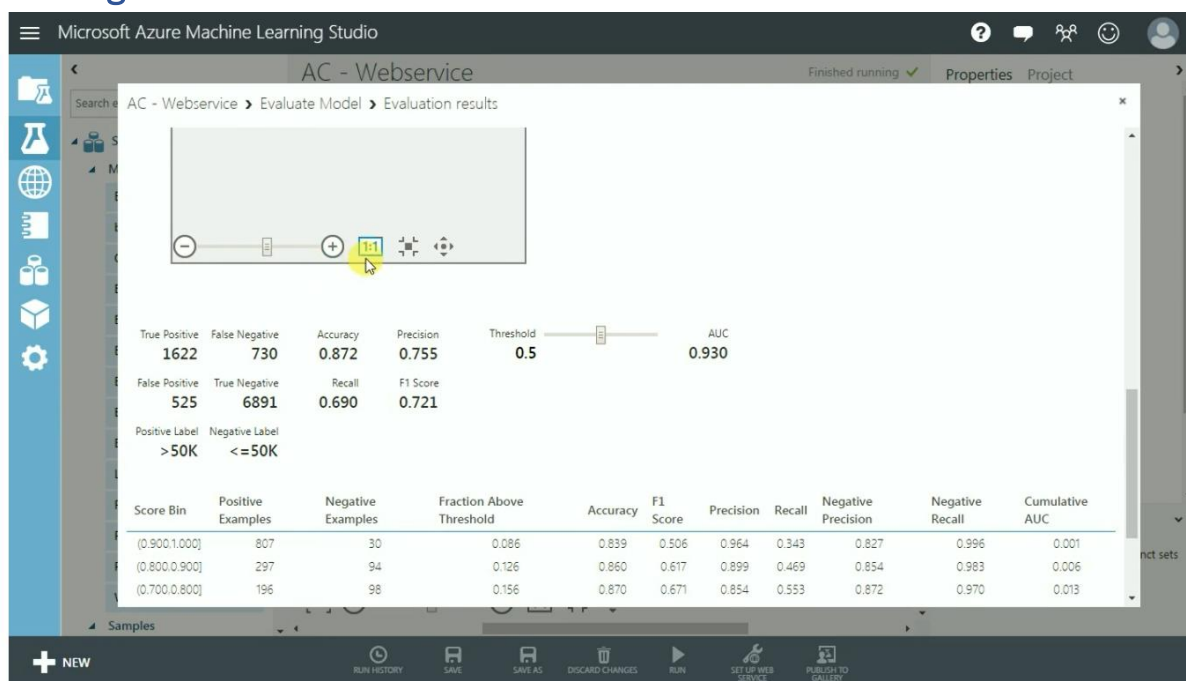 Microsoft Azure Machine Learning Studio
AC - Webservice
Finished running
Properties Project
Search e
AC - Webservice > Evaluate Model > Evaluation results
1:1
True Positive False Negative Accuracy Precision Threshold AUC
1622 730 0.872 0.755 0.5 0.930
False Positive True Negative Recall F1 Score
525 6891 0.690 0.721
Positive Label Negative Label
>50K <=50K
Score Bin Positive Examples Negative Examples Fraction Above Threshold Accuracy F1 Score Precision Recall Negative Precision Negative Recall Cumulative AUC
(0.900,1.000] 807 30 0.086 0.839 0.506 0.964 0.343 0.827 0.996 0.001
(0.800,0.900] 297 94 0.126 0.860 0.617 0.899 0.469 0.854 0.983 0.006
(0.700,0.800] 196 98 0.156 0.870 0.671 0.854 0.553 0.872 0.970 0.013
nct sets
Samples
NEW
RUN HISTORY SAVE SAVE AS DISCARD CHANGES RUN SET UP WEB SERVICE PUBLISH TO GALLERY